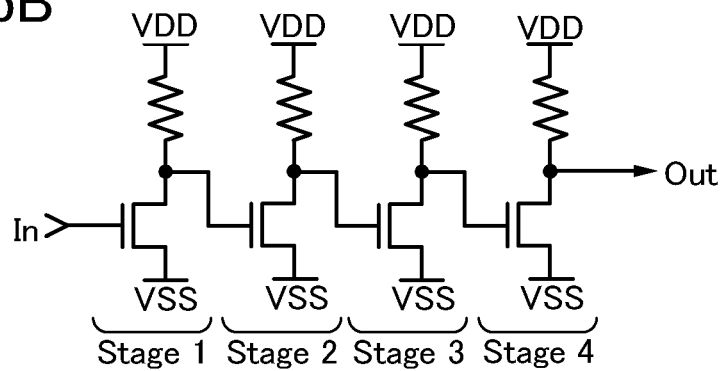 VDD VDD VDD VDD
Out
In
VSS VSS VSS VSS
Stage 1 Stage 2 Stage 3 Stage 4